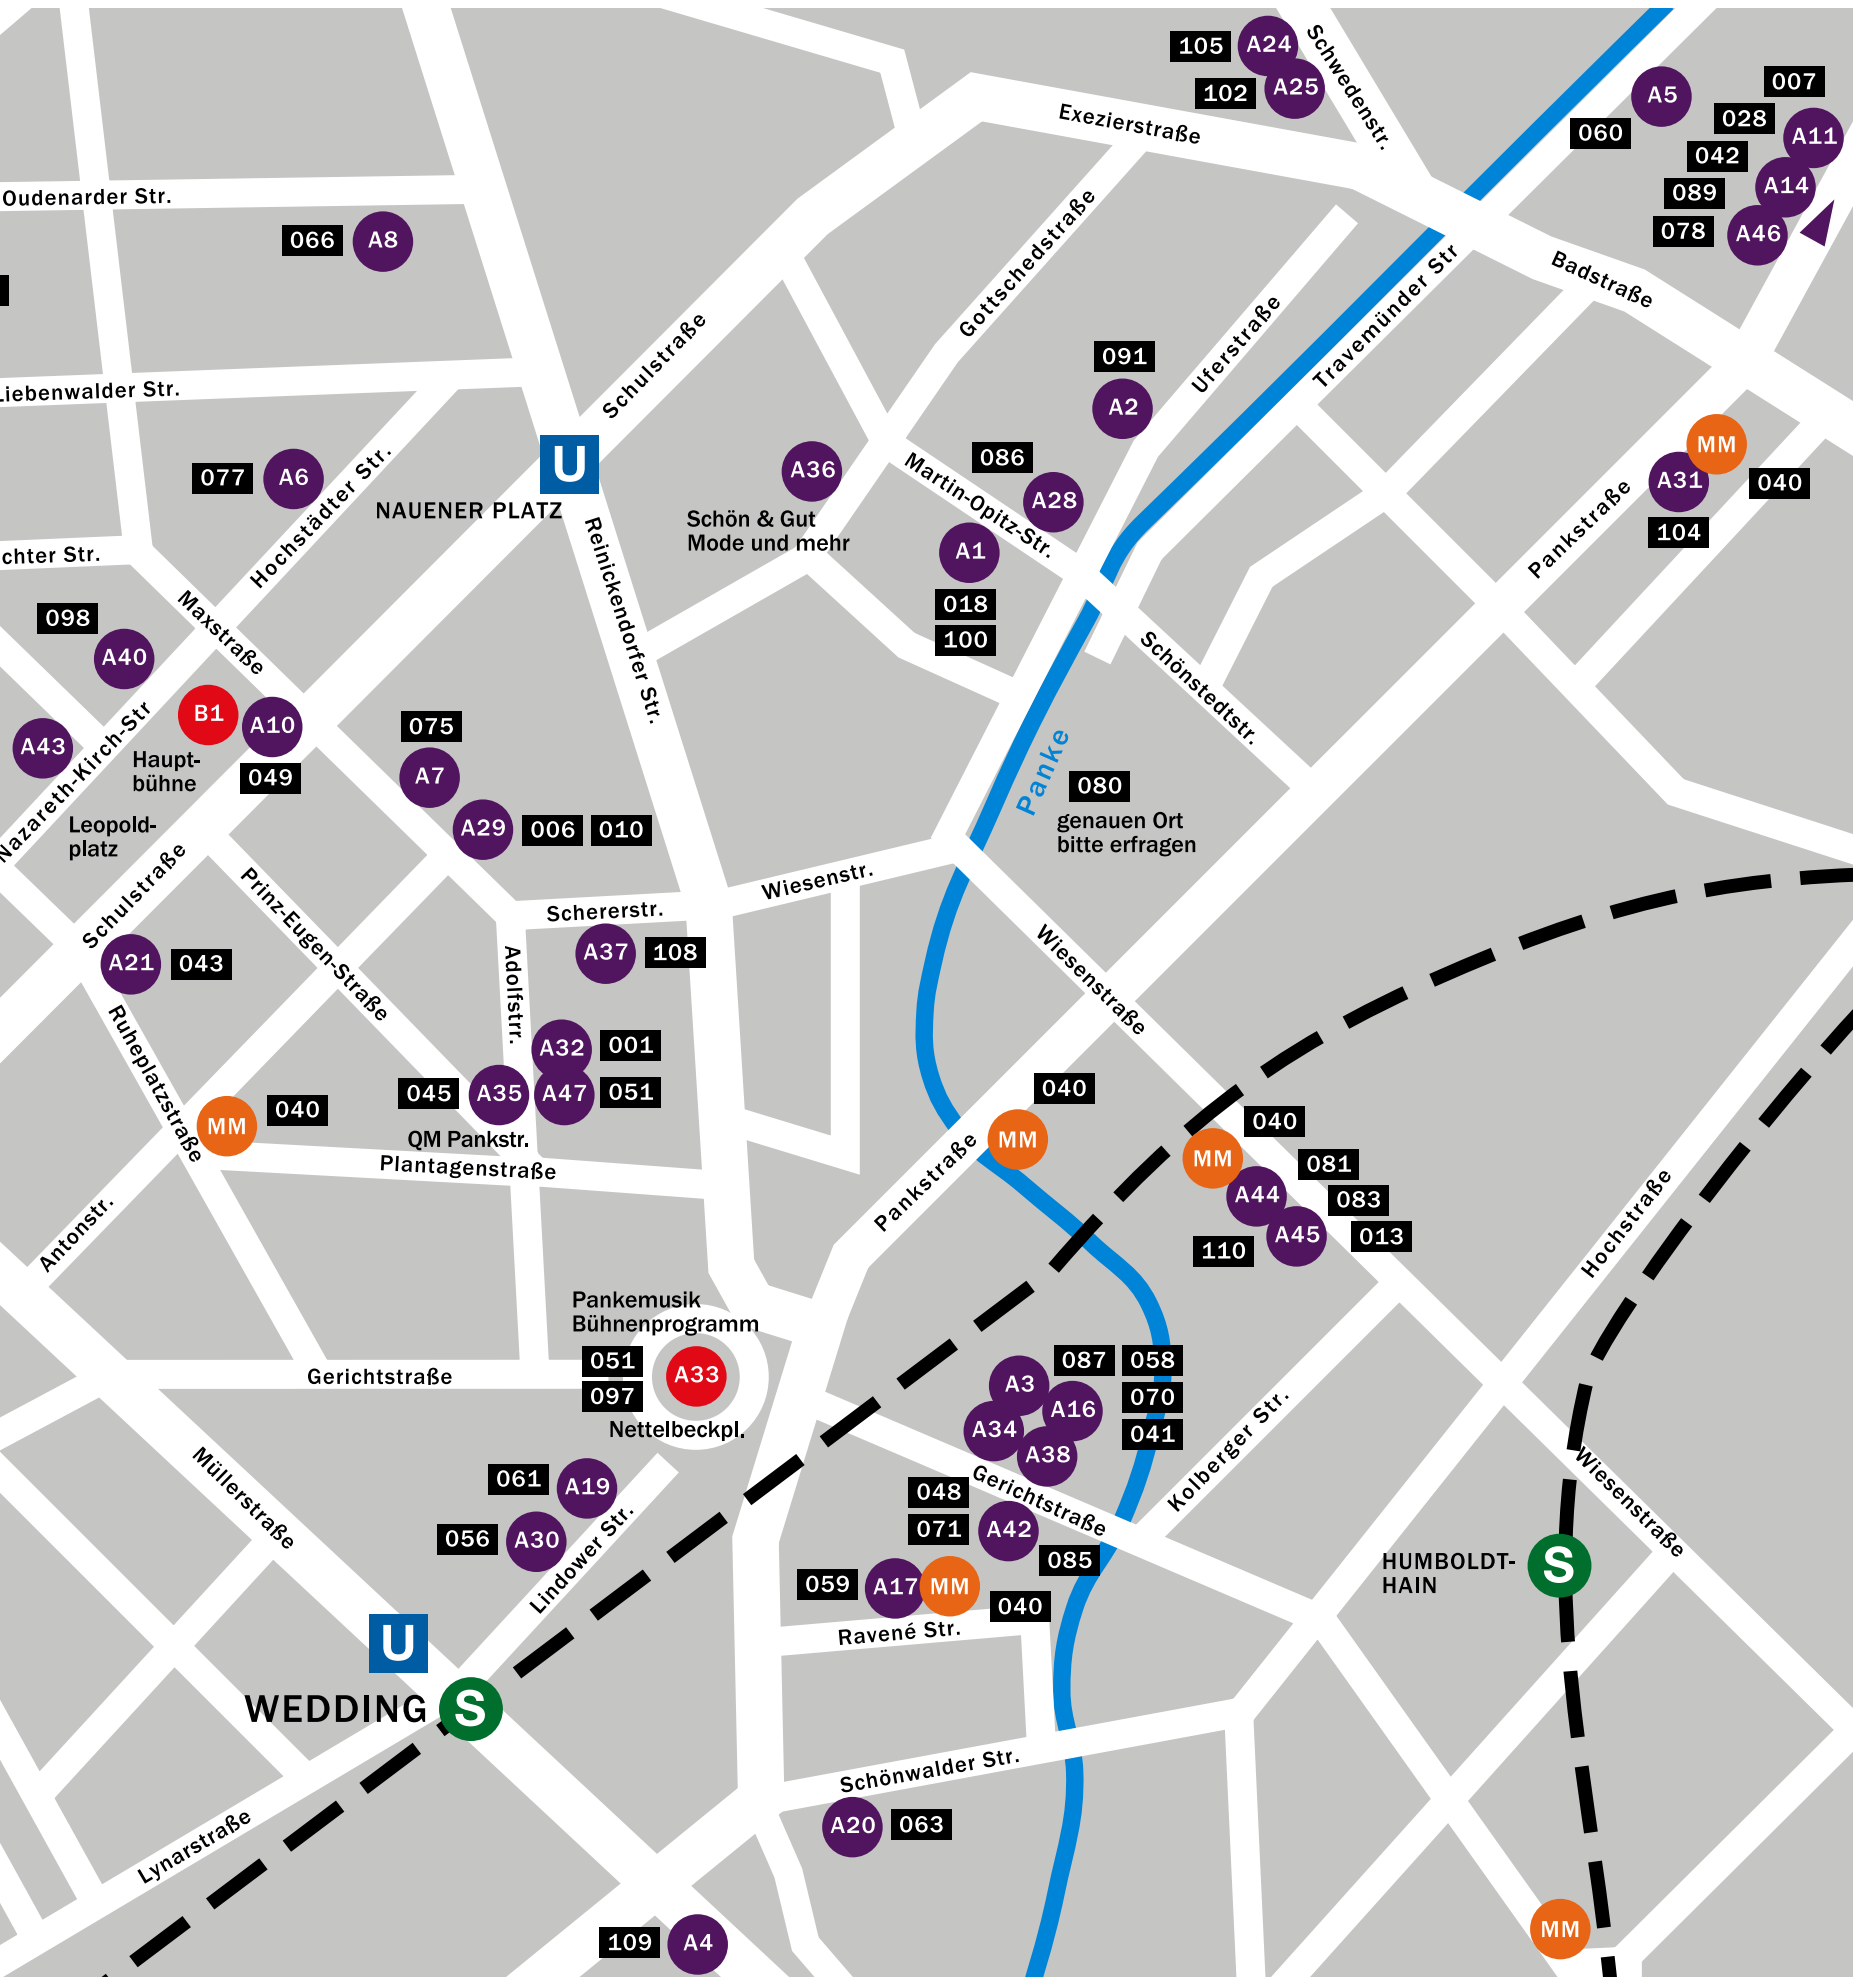 105
A24
Schwedenstr.
102
A25
A5
007
060
028
A11
042
089
A14
078
A46
Exezierstraße
Oudenarder Str.
066
A8
Gottschedstraße
Badstraße
Travemünder Str
Uferstraße
Schulstraße
091
A2
Liebenwalder Str.
MM
A31
040
104
Pankstraße
077
A6
Hochstädter Str.
U
NAUENER PLATZ
A36
Schön & Gut
Mode und mehr
Martin-Opitz-Str.
086
A28
A1
018
100
chter Str.
Reinickendorfer Str.
Maxstraße
098
A40
Schönstedtstr.
B1
A10
Haupt-
bühne
049
A43
Nazareth-Kirch-Str
Leopold-
platz
075
A7
A29
006
010
Panke
080
genauen Ort
bitte erfragen
Schulstraße
Prinz-Eugen-Straße
Schererstr.
Wiesenstr.
A21
043
A37
108
Adolfstrr.
Wiesenstraße
Ruheplatzstraße
A32
001
045
A35
A47
051
QM Pankstr.
MM
040
Plantagenstraße
Antonstr.
040
MM
Pankstraße
040
MM
081
A44
083
A45
013
110
Hochstraße
Pankemusik
Bühnenprogramm
051
097
A33
Nettelbeckpl.
Gerichtstraße
087
058
A3
A16
070
A34
A38
041
Gerichtstraße
Kolberger Str.
Müllerstraße
061
A19
056
A30
Lindower Str.
048
071
A42
085
059
A17
MM
040
Ravené Str.
Wiesenstraße
HUMBOLDT-
HAIN
S
U
WEDDING
S
Schönwalder Str.
A20
063
Lynarstraße
109
A4
MM